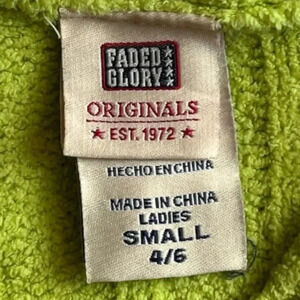 FADED
GLORY
ORIGINALS
★ EST. 1972 ★
HECHO EN CHINA
MADE IN CHINA
LADIES
SMALL
4/6